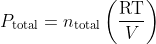 P_total = n_total (RT / V)